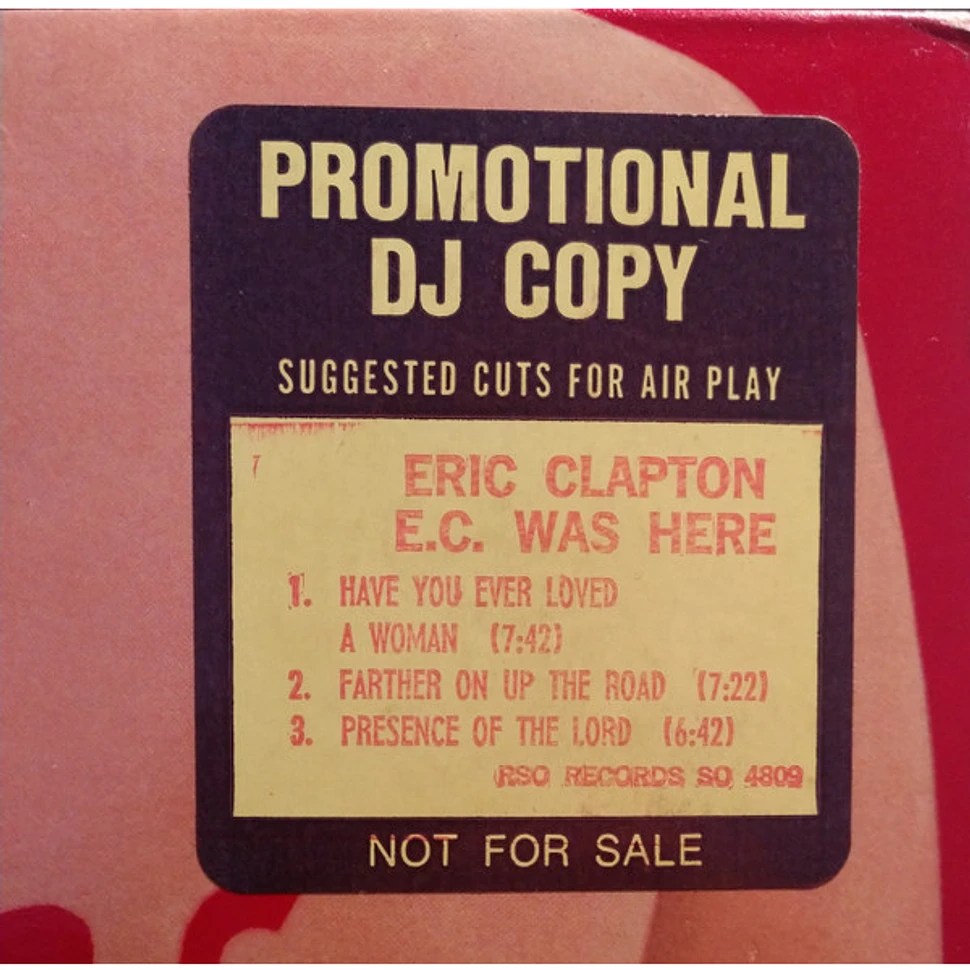 PROMOTIONAL
DJ COPY
SUGGESTED CUTS FOR AIR PLAY
7
ERIC CLAPTON
E.C. WAS HERE
1. HAVE YOU EVER LOVED
A WOMAN (7:42)
2. FARTHER ON UP THE ROAD (7:22)
3. PRESENCE OF THE LORD (6:42)
RSO RECORDS SO 4809
NOT FOR SALE